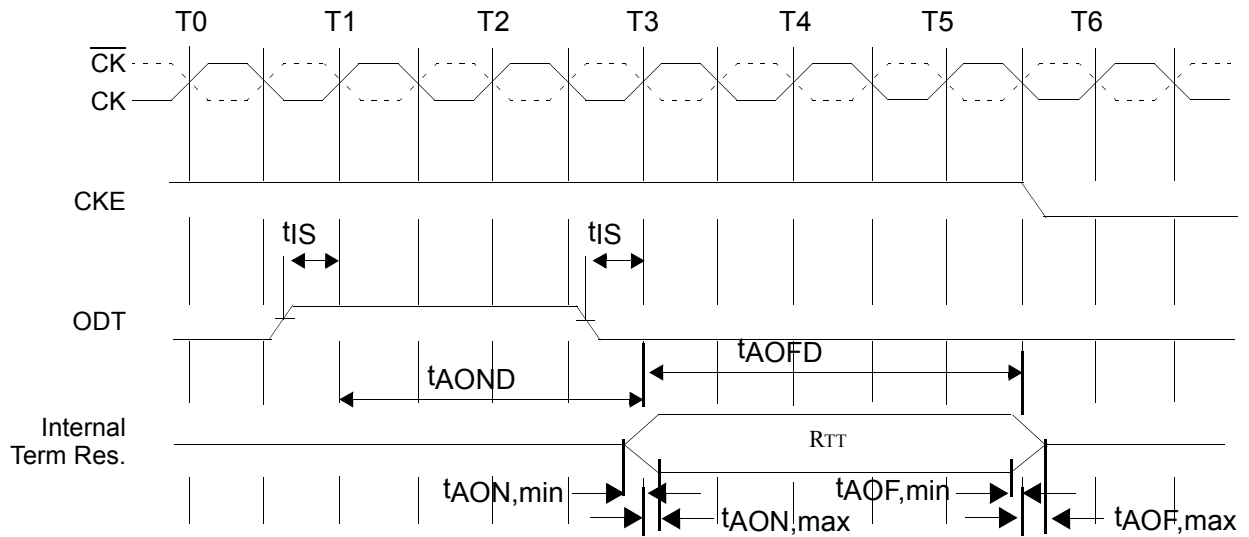 T0 T1 T2 T3 T4 T5 T6
CK
CK
CKE
tIS tIS
ODT
tAOFD
tAOND
Internal
Term Res.
RTT
tAON,min tAOF,min
tAON,max tAOF,max